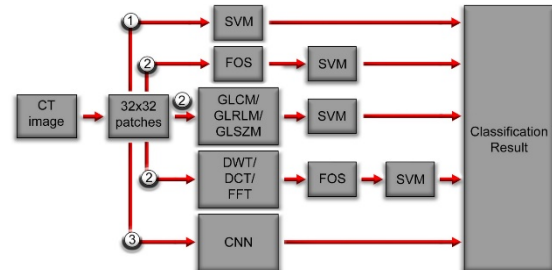 1
SVM
2
FOS
SVM
CT
image
32x32
patches
2
GLCM/
GLRLM/
GLSZM
SVM
Classification
Result
2
DWT/
DCT/
FFT
FOS
SVM
3
CNN